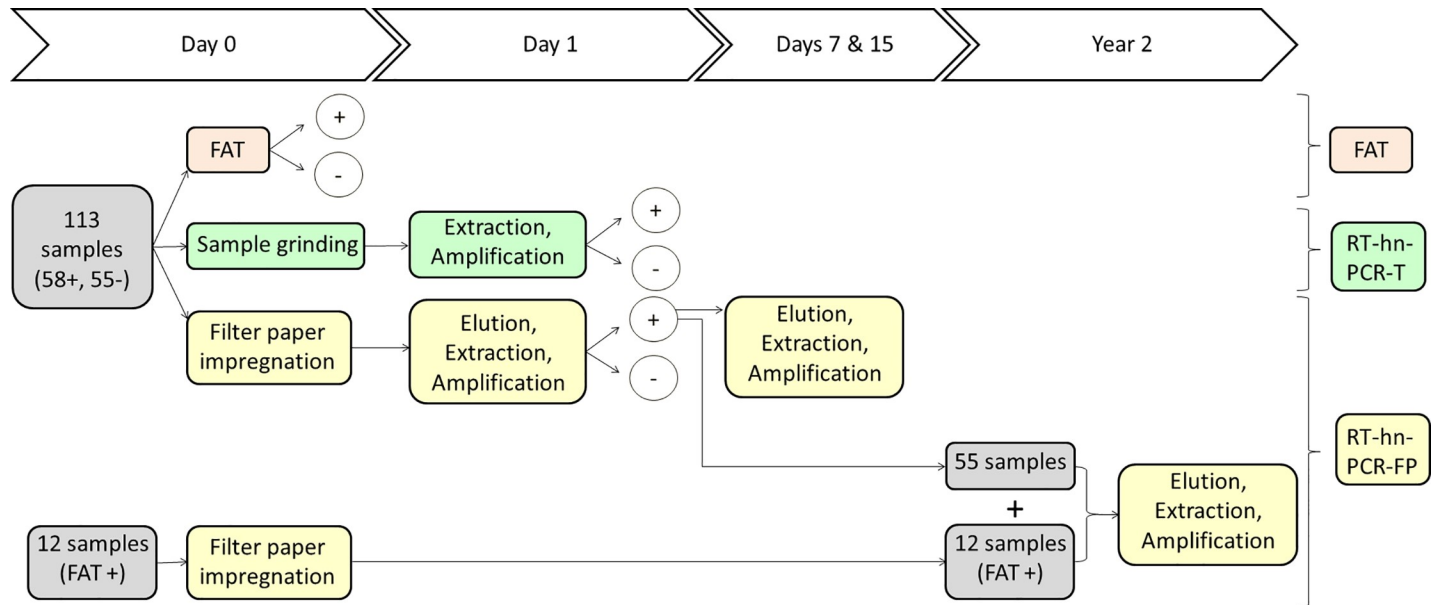 Day 0
Day 1
Days 7 & 15
Year 2
+
-
FAT
FAT
113
samples
(58+, 55-)
Sample grinding
Extraction,
Amplification
+
-
RT-hn-
PCR-T
Filter paper
impregnation
Elution,
Extraction,
Amplification
+
-
Elution,
Extraction,
Amplification
RT-hn-
PCR-FP
55 samples
+
12 samples
(FAT +)
Filter paper
impregnation
12 samples
(FAT +)
Elution,
Extraction,
Amplification